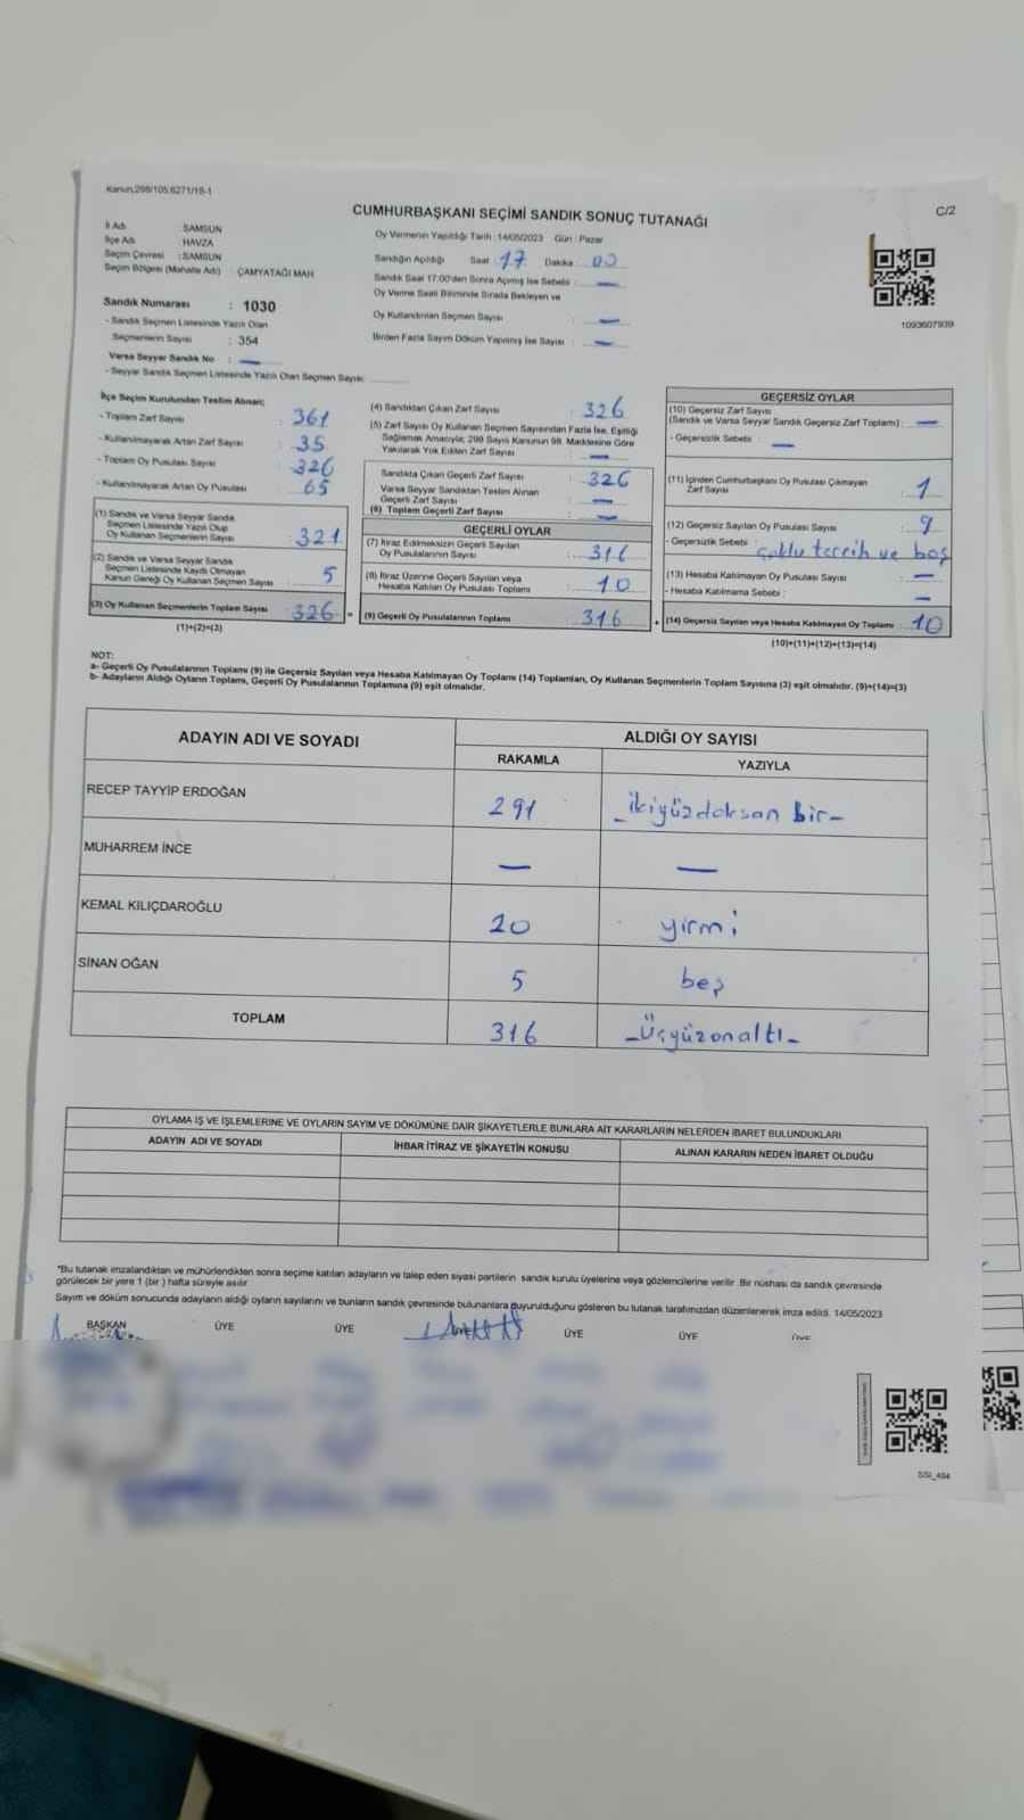 Kanun:298/105;6271/18-1
C/2
CUMHURBAŞKANI SEÇİMİ SANDIK SONUÇ TUTANAĞI
İl Adı SAMSUN
İlçe Adı HAVZA
Seçim Çevresi : SAMSUN
Seçim Bölgesi (Mahalle Adı) ÇAMYATAĞI MAH
Sandık Numarası : 1030
- Sandık Seçmen Listesinde Yazılı Olan
Seçmenlerin Sayısı : 354
Varsa Seyyar Sandık No : —
- Seyyar Sandık Seçmen Listesinde Yazılı Olan Seçmen Sayısı
Oy Vermenin Yapıldığı Tarih : 14/05/2023 Gün : Pazar
Sandığın Açıldığı Saat : 17 Dakika 00
Sandık Saat 17:00'den Sonra Açılmış İse Sebebi : —
Oy Verme Saati Bitiminde Sırada Bekleyen ve
Oy Kullandırılan Seçmen Sayısı : —
Birden Fazla Sayım Döküm Yapılmış İse Sayısı : —
1093607939
İlçe Seçim Kurulundan Teslim Alınan;
- Toplam Zarf Sayısı : 361
- Kullanılmayarak Artan Zarf Sayısı : 35
- Toplam Oy Pusulası Sayısı
- Kullanılmayarak Artan Oy Pusulası : 65
(1) Sandık ve Varsa Seyyar Sandık
Seçmen Listesinde Yazılı Olup
Oy Kullanan Seçmenlerin Sayısı : 321
(2) Sandık ve Varsa Seyyar Sandık
Seçmen Listesinde Kayıtlı Olmayan
Kanun Gereği Oy Kullanan Seçmen Sayısı 5
(3) Oy Kullanan Seçmenlerin Toplam Sayısı : 326
(1)+(2)=(3)
(4) Sandıktan Çıkan Zarf Sayısı : 326
(5) Zarf Sayısı Oy Kullanan Seçmen Sayısından Fazla İse, Eşitliği
Sağlamak Amacıyla; 298 Sayılı Kanunun 98. Maddesine Göre
Yakılarak Yok Edilen Zarf Sayısı : —
Sandıkta Çıkan Geçerli Zarf Sayısı : 326
Varsa Seyyar Sandıktan Teslim Alınan
Geçerli Zarf Sayısı : —
(6) Toplam Geçerli Zarf Sayısı : —
GEÇERLİ OYLAR
(7) İtiraz Edilmeksizin Geçerli Sayılan
Oy Pusulalarının Sayısı : 316
(8) İtiraz Üzerine Geçerli Sayılan veya
Hesaba Katılan Oy Pusulaları Toplamı : 10
(9) Geçerli Oy Pusulalarının Toplamı : 316
GEÇERSİZ OYLAR
(10) Geçersiz Zarf Sayısı
(Sandık ve Varsa Seyyar Sandık Geçersiz Zarf Toplamı) : —
- Geçersizlik Sebebi : —
(11) İçinden Cumhurbaşkanı Oy Pusulası Çıkmayan
Zarf Sayısı : 1
(12) Geçersiz Sayılan Oy Pusulası Sayısı : 9
- Geçersizlik Sebebi : çoklu tercih ve boş
(13) Hesaba Katılmayan Oy Pusulası Sayısı : —
- Hesaba Katılmama Sebebi : —
(14) Geçersiz Sayılan veya Hesaba Katılmayan Oy Toplamı : 10
(10)+(11)+(12)+(13)=(14)
NOT:
a- Geçerli Oy Pusulalarının Toplamı (9) ile Geçersiz Sayılan veya Hesaba Katılmayan Oy Toplamı (14) Toplamları, Oy Kullanan Seçmenlerin Toplam Sayısına (3) eşit olmalıdır. (9)+(14)=(3)
b- Adayların Aldığı Oyların Toplamı, Geçerli Oy Pusulalarının Toplamına (9) eşit olmalıdır.
ADAYIN ADI VE SOYADI ALDIĞI OY SAYISI
RAKAMLA YAZIYLA
RECEP TAYYİP ERDOĞAN 291 _ikiyüzdoksan bir_
MUHARREM İNCE — —
KEMAL KILIÇDAROĞLU 20 yirmi
SİNAN OĞAN 5 beş
TOPLAM 316 _Üçyüzonaltı_
OYLAMA İŞ VE İŞLEMLERİNE VE OYLARIN SAYIM VE DÖKÜMÜNE DAİR ŞİKAYETLERLE BUNLARA AİT KARARLARIN NELERDEN İBARET BULUNDUKLARI
ADAYIN ADI VE SOYADI İHBAR İTİRAZ VE ŞİKAYETİN KONUSU ALINAN KARARIN NEDEN İBARET OLDUĞU
"Bu tutanak imzalandıktan ve mühürlendikten sonra seçime katılan adayların ve talep eden siyasi partilerin sandık kurulu üyelerine veya gözlemcilerine verilir. Bir nüshası da sandık çevresinde
görülecek bir yere 1 (bir ) hafta süreyle asılır
Sayım ve döküm sonucunda adayların aldığı oyların sayılarını ve bunların sandık çevresinde bulunanlara duyurulduğunu gösteren bu tutanak tarafımızdan düzenlenerek imza edildi. 14/05/2023
BAŞKAN ÜYE ÜYE ÜYE ÜYE ÜYE
SSI_484